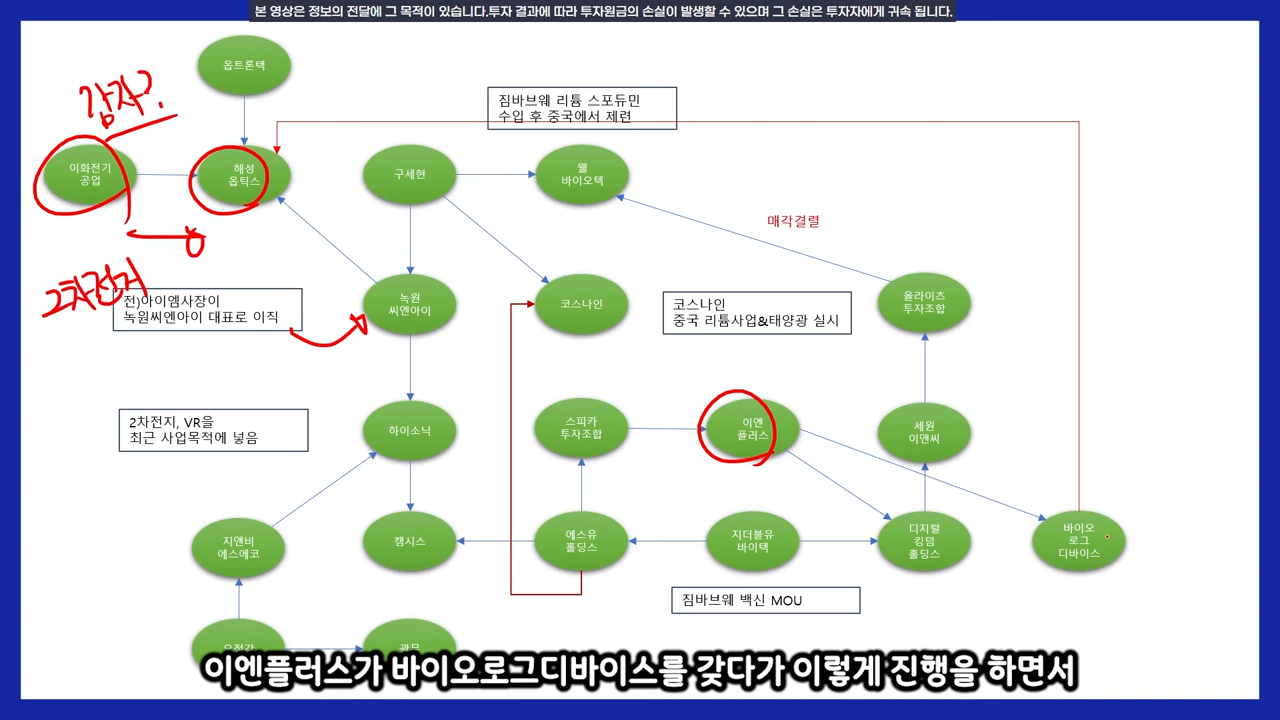 본 영상은 정보의 전달에 그 목적이 있습니다.투자 결과에 따라 투자원금의 손실이 발생할 수 있으며 그 손실은 투자자에게 귀속 됩니다.
옵트론텍
감자?
짐바브웨 리튬 스포듀민
수입 후 중국에서 제련
이화전기
공업
해성
옵틱스
구세현
웰
바이오텍
매각결렬
2차전지
전)아이엠사장이
녹원씨엔아이 대표로 이직
녹원
씨앤아이
코스나인
코스나인
중국 리튬사업&태양광 실시
올라이츠
투자조합
2차전지, VR을
최근 사업목적에 넣음
하이소닉
스피카
투자조합
이엔
플러스
세원
이앤씨
지앤비
에스에코
캠시스
에스유
홀딩스
지더블유
바이텍
디지털
킹덤
홀딩스
바이오
로그
디바이스
짐바브웨 백신 MOU
이엔플러스가 바이오로그디바이스를 갖다가 이렇게 진행을 하면서